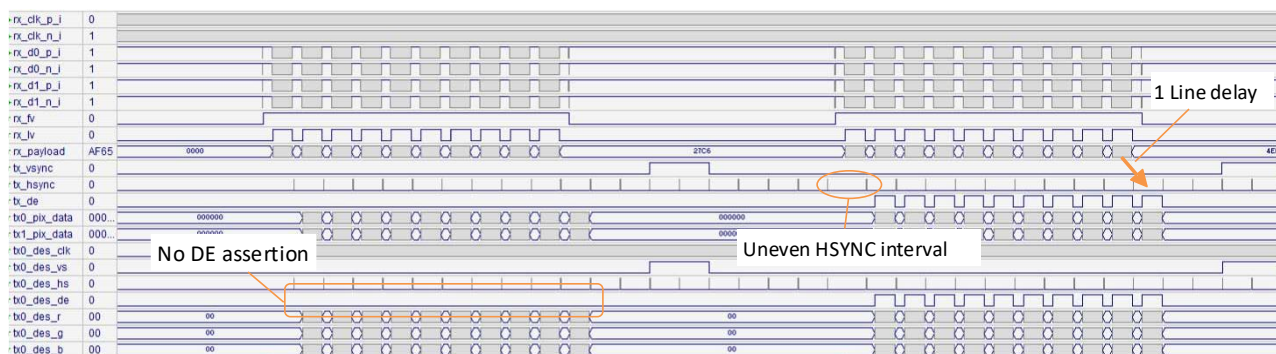 rx_clk_p_i 0
rx_clk_n_i 1
rx_d0_p_i 1
rx_d0_n_i 1
rx_d1_p_i 1
rx_d1_n_i 1
1 Line delay
rx_fv 0
rx_lv 0
rx_payload AF65 0000 27C6
tx_vsync 0
tx_hsync 0
tx_de 0
tx0_pix_data 000... 000000 000000
tx1_pix_data 000... 000000
tx0_des_clk 0
No DE assertion
Uneven HSYNC interval
tx0_des_vs 0
tx0_des_hs 0
tx0_des_de 0
tx0_des_r 00 00 00
tx0_des_g 00 00 00
tx0_des_b 00 00 00